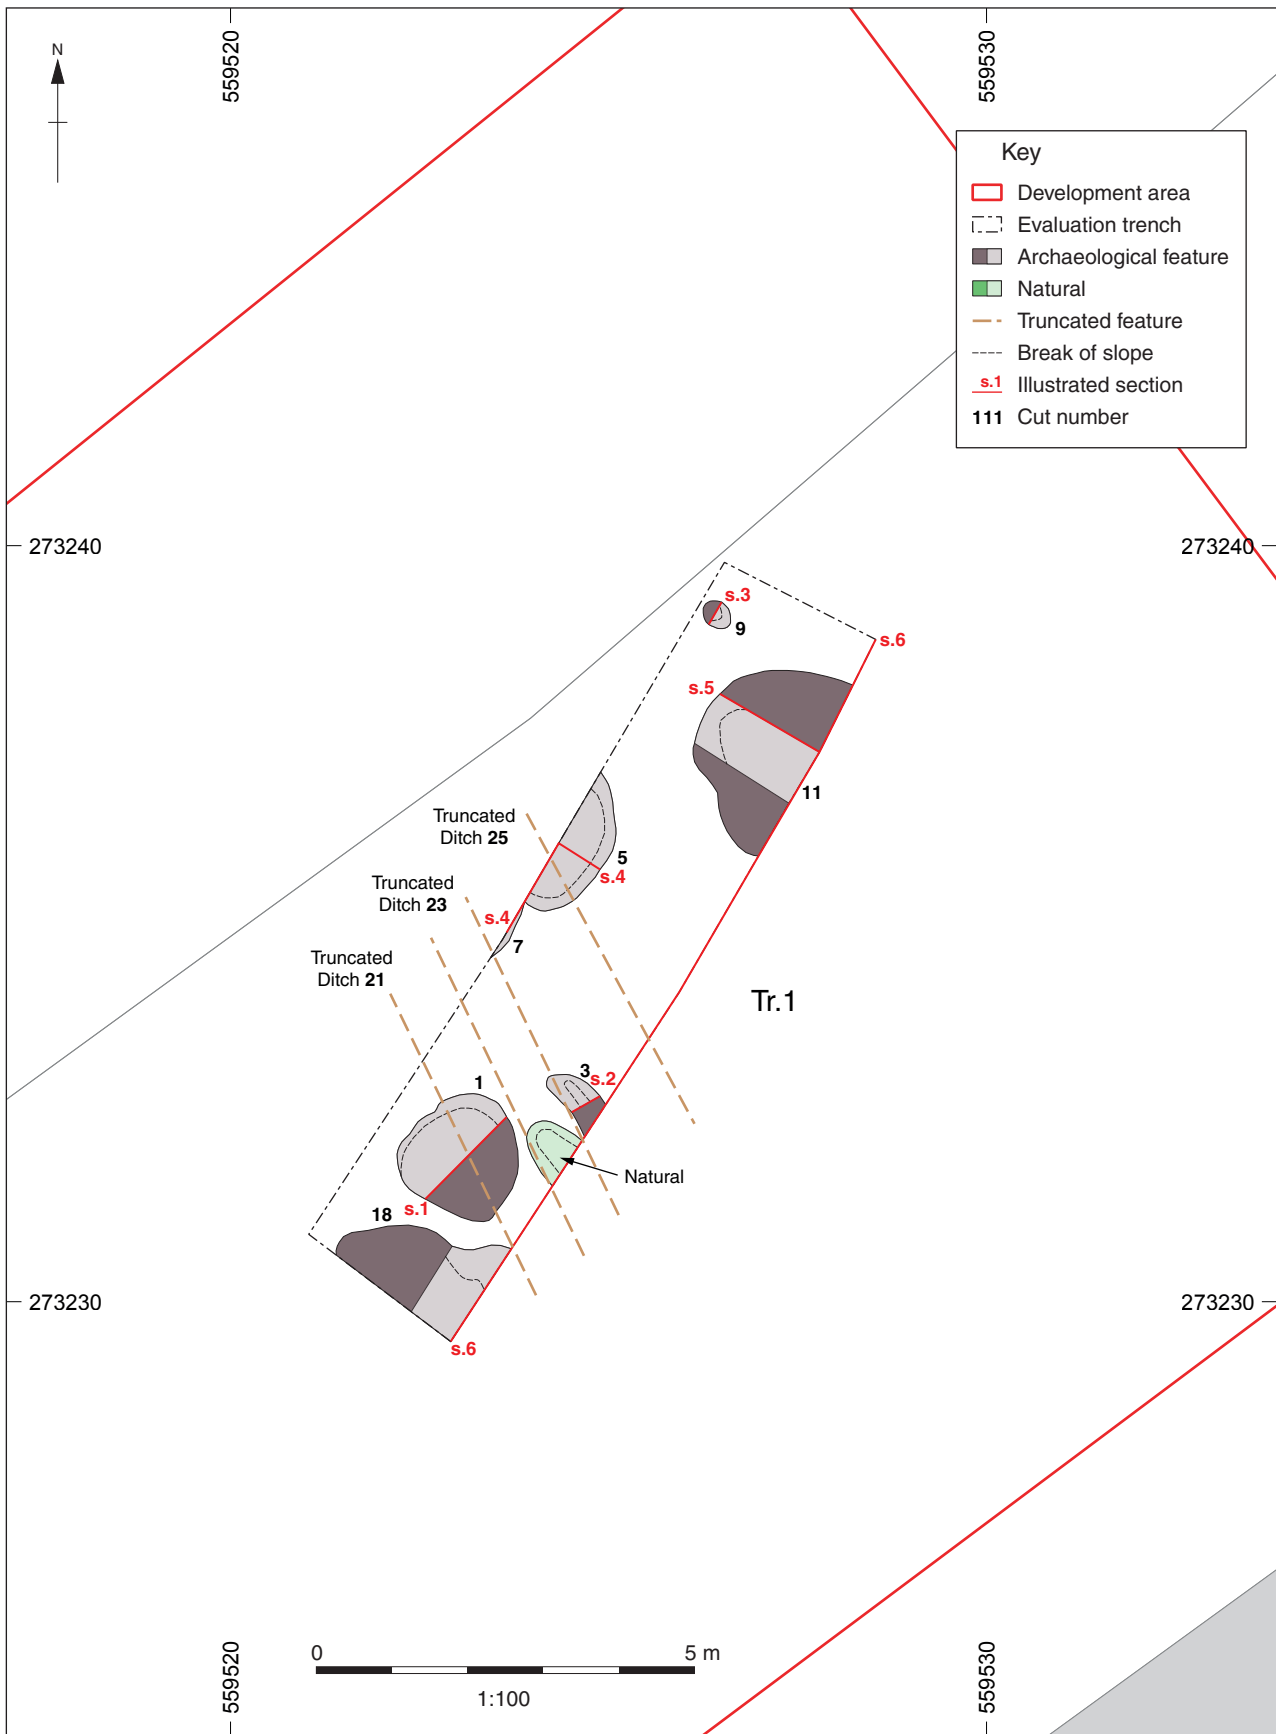 559520
559530
N
Key
Development area
Evaluation trench
Archaeological feature
Natural
Truncated feature
Break of slope
s.1 Illustrated section
111 Cut number
273240
273240
s.3
9
s.6
s.5
11
Truncated
Ditch 25
5
s.4
Truncated
Ditch 23
s.4
7
Truncated
Ditch 21
Tr.1
3
s.2
1
Natural
s.1
18
273230
273230
s.6
0
5 m
1:100
559520
559530